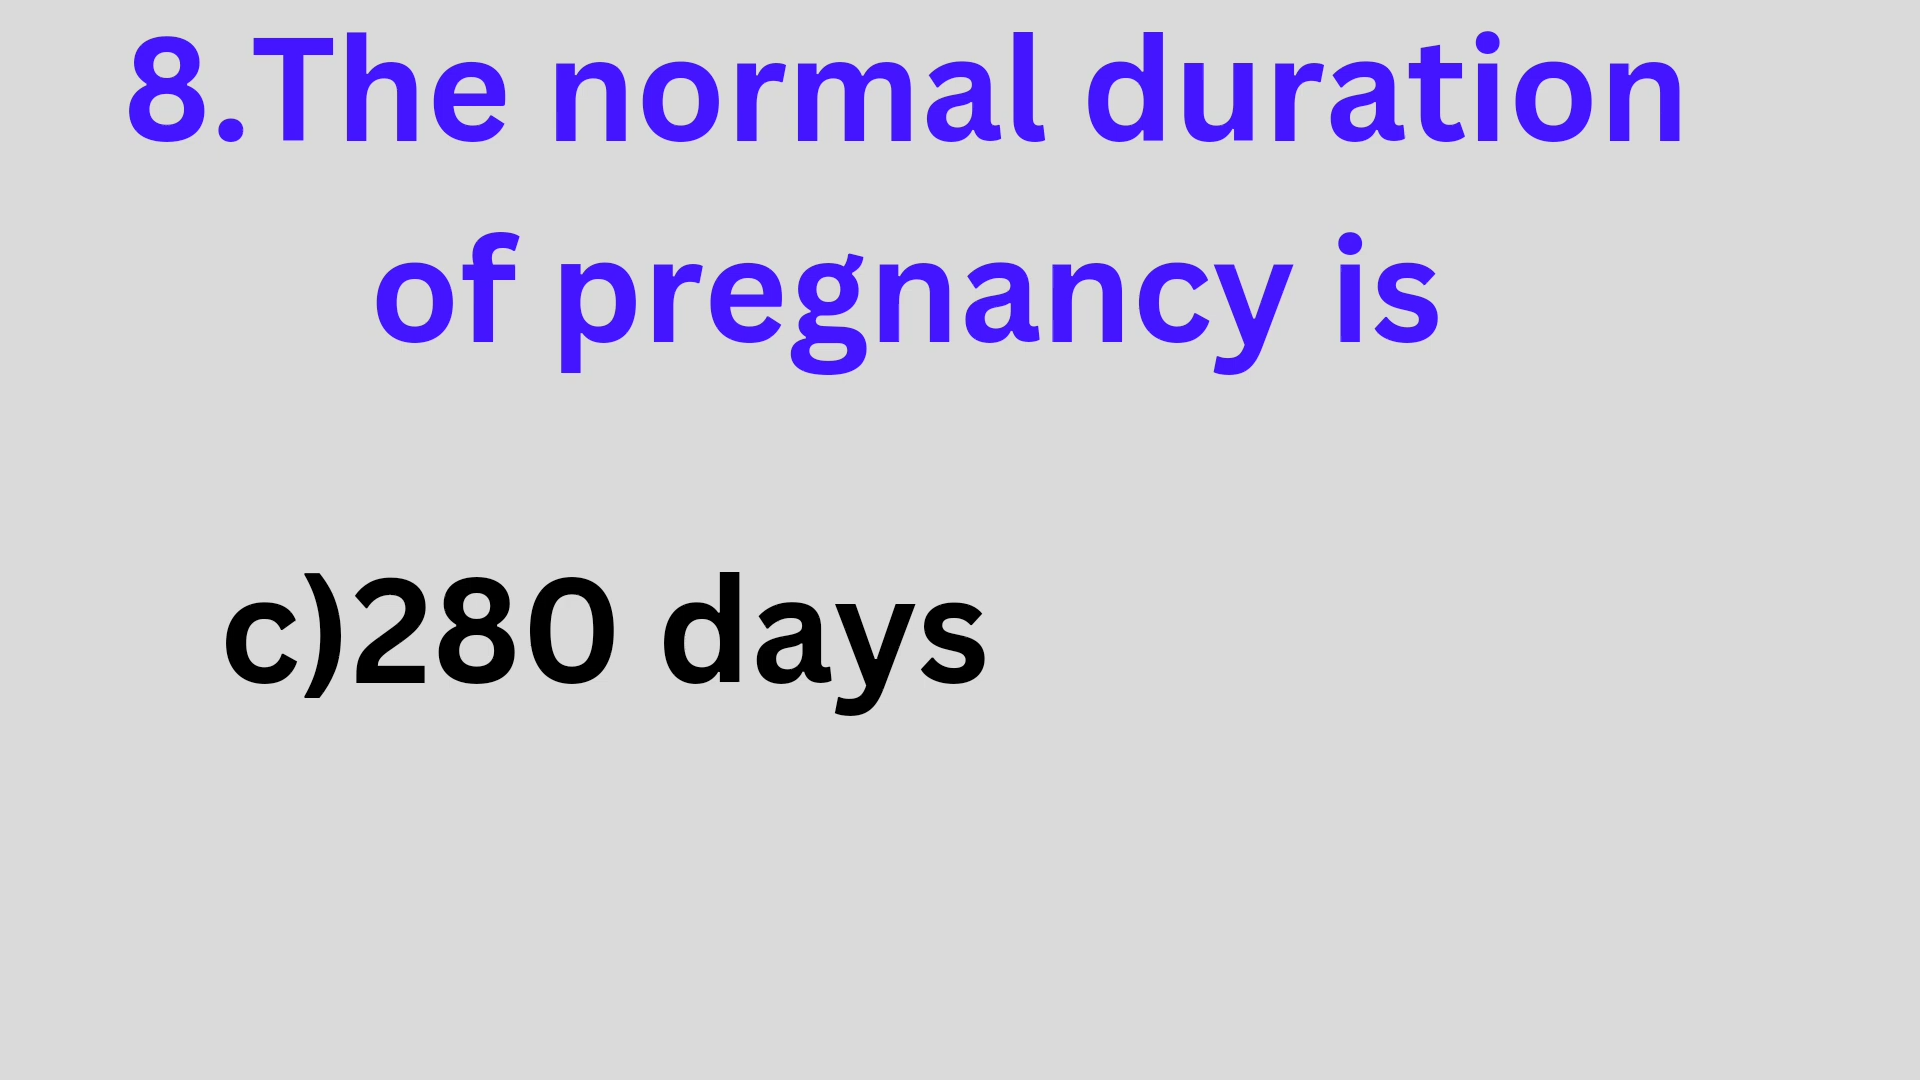 8.The normal duration
of pregnancy is
c)280 days